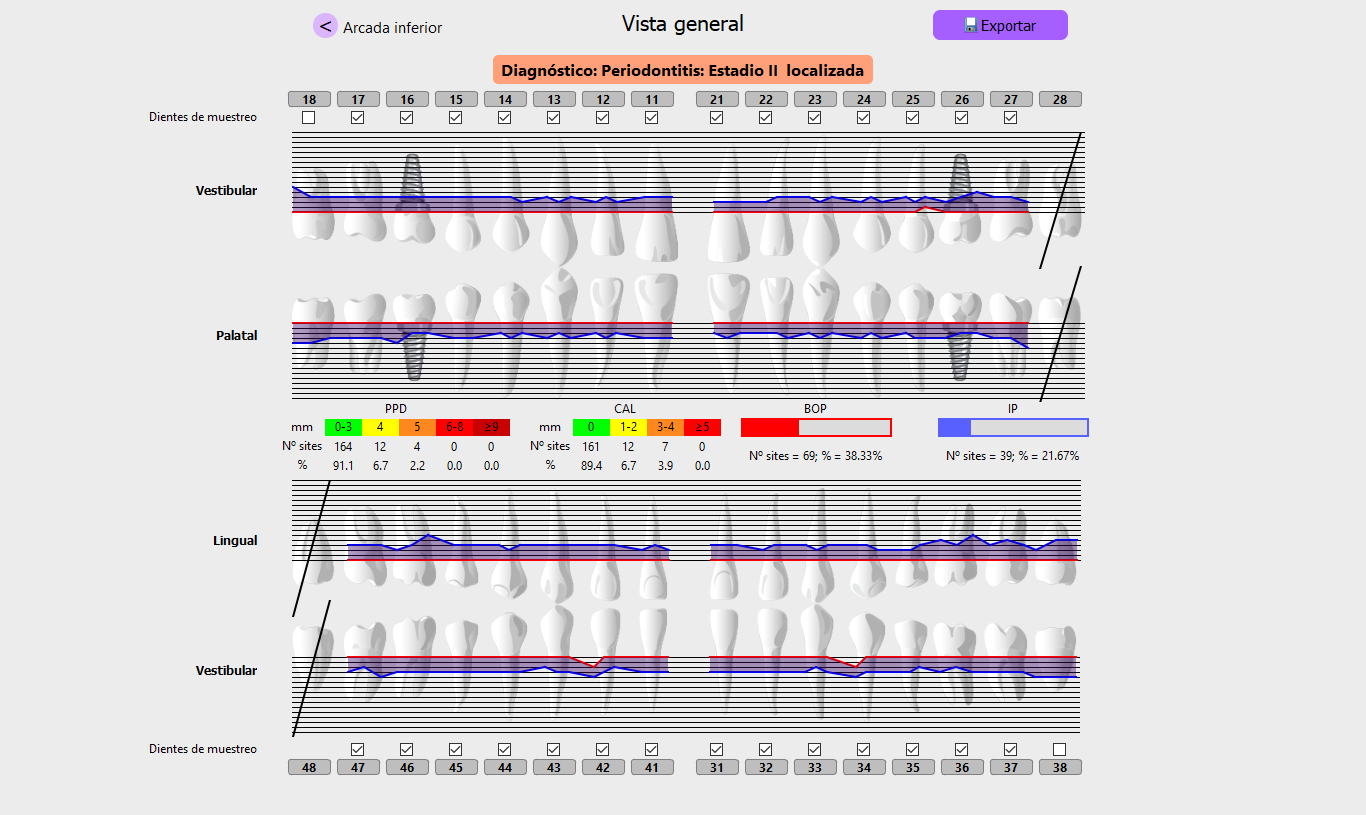 < Arcada inferior Vista general Exportar
Diagnóstico: Periodontitis: Estadio II localizada
18 17 16 15 14 13 12 11 21 22 23 24 25 26 27 28
Dientes de muestreo
Vestibular
Palatal
PPD CAL BOP IP
mm 0-3 4 5 6-8 ≥9 mm 0 1-2 3-4 ≥5
Nº sites 164 12 4 0 0 Nº sites 161 12 7 0
Nº sites = 69; % = 38.33% Nº sites = 39; % = 21.67%
% 91.1 6.7 2.2 0.0 0.0 % 89.4 6.7 3.9 0.0
Lingual
Vestibular
Dientes de muestreo
48 47 46 45 44 43 42 41 31 32 33 34 35 36 37 38